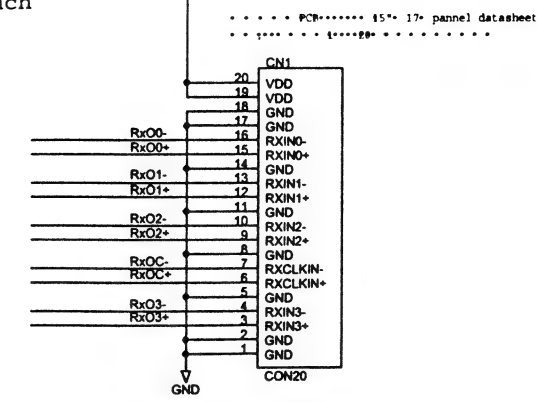 ch
PCB 15" 17" pannel datasheet
CN1
20 VDD
19 VDD
18 GND
17 GND
RxO0- 16 RXIN0-
RxO0+ 15 RXIN0+
14 GND
RxO1- 13 RXIN1-
RxO1+ 12 RXIN1+
11 GND
RxO2- 10 RXIN2-
RxO2+ 9 RXIN2+
8 GND
RxOC- 7 RXCLKIN-
RxOC+ 6 RXCLKIN+
5 GND
RxO3- 4 RXIN3-
RxO3+ 3 RXIN3+
2 GND
1 GND
CON20
GND